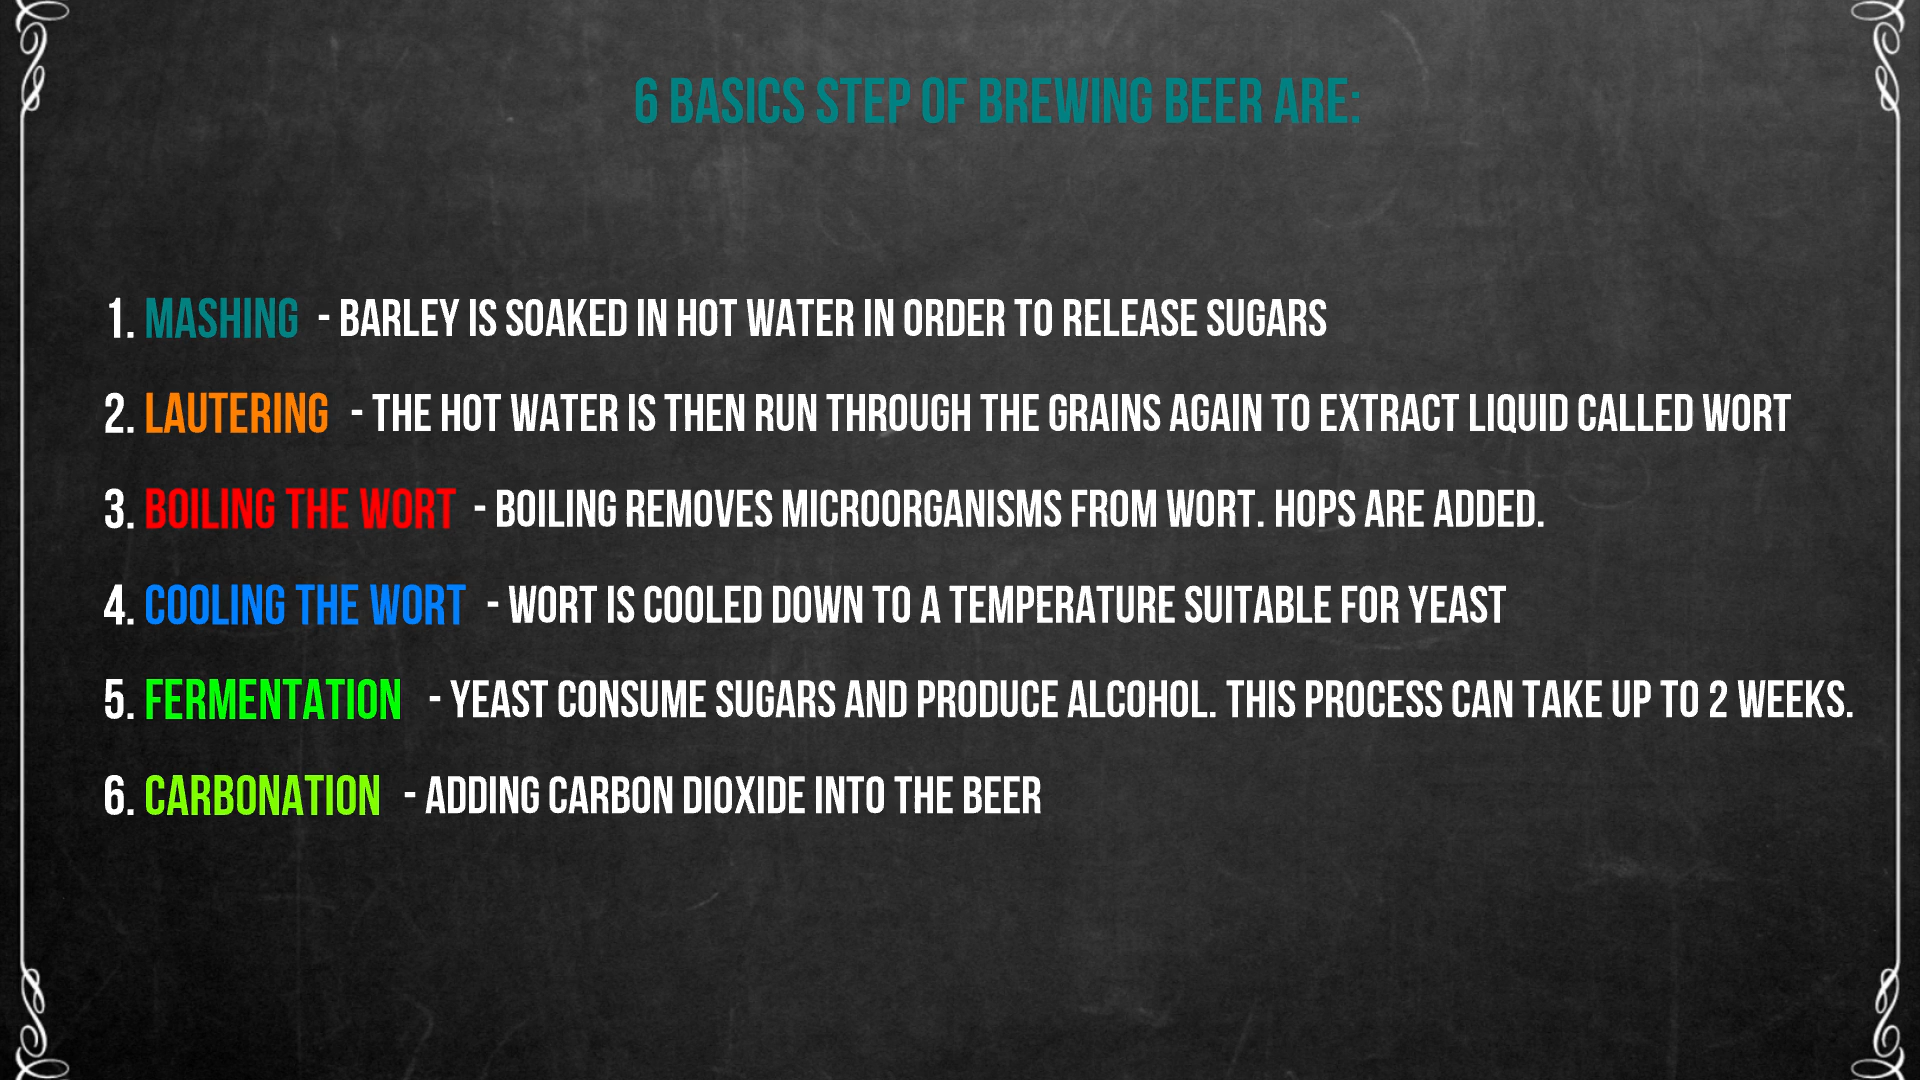 6 BASICS STEP OF BREWING BEER ARE:
1. MASHING - BARLEY IS SOAKED IN HOT WATER IN ORDER TO RELEASE SUGARS
2. LAUTERING - THE HOT WATER IS THEN RUN THROUGH THE GRAINS AGAIN TO EXTRACT LIQUID CALLED WORT
3. BOILING THE WORT - BOILING REMOVES MICROORGANISMS FROM WORT. HOPS ARE ADDED.
4. COOLING THE WORT - WORT IS COOLED DOWN TO A TEMPERATURE SUITABLE FOR YEAST
5. FERMENTATION - YEAST CONSUME SUGARS AND PRODUCE ALCOHOL. THIS PROCESS CAN TAKE UP TO 2 WEEKS.
6. CARBONATION - ADDING CARBON DIOXIDE INTO THE BEER